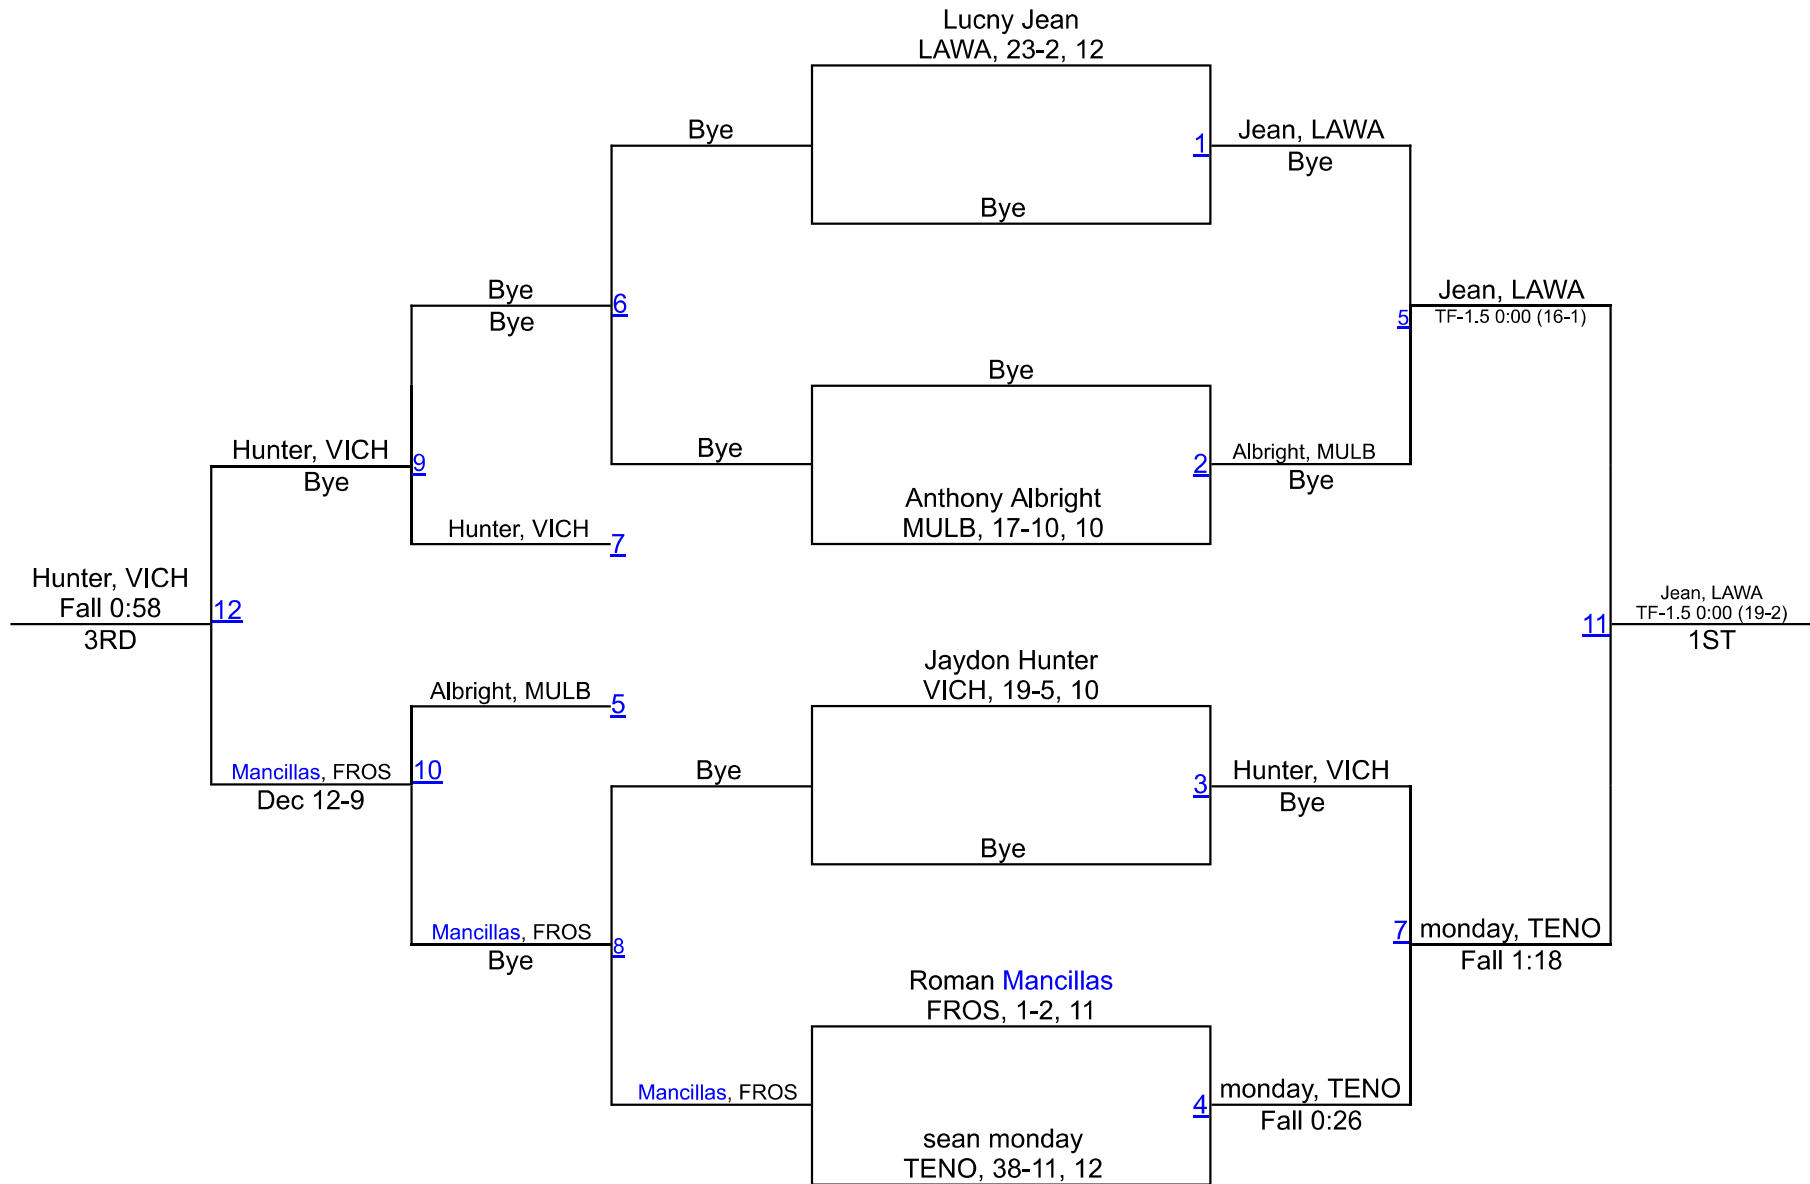 Lucny Jean
LAWA, 23-2, 12
Bye
1
Jean, LAWA
Bye
Bye
Bye
Bye
6
Jean, LAWA
TF-1.5 0:00 (16-1)
5
Bye
Hunter, VICH
Bye
9
Bye
2
Albright, MULB
Bye
Anthony Albright
MULB, 17-10, 10
Hunter, VICH
7
Hunter, VICH
Fall 0:58
3RD
12
Jean, LAWA
TF-1.5 0:00 (19-2)
1ST
11
Jaydon Hunter
VICH, 19-5, 10
Albright, MULB
5
Mancillas, FROS
Dec 12-9
10
Bye
3
Hunter, VICH
Bye
Bye
Mancillas, FROS
Bye
8
7
monday, TENO
Fall 1:18
Roman Mancillas
FROS, 1-2, 11
Mancillas, FROS
4
monday, TENO
Fall 0:26
sean monday
TENO, 38-11, 12